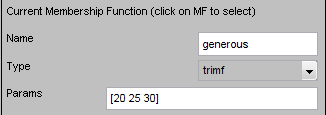 Current Membership Function (click on MF to select)
Name generous
Type trimf
Params [20 25 30]